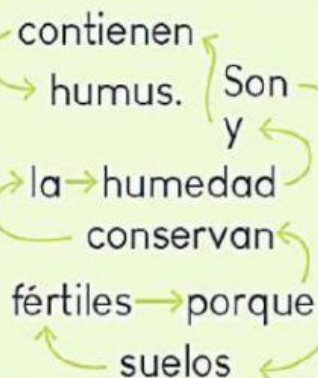 contienen
humus. Son
y
la humedad
conservan
fértiles porque
suelos